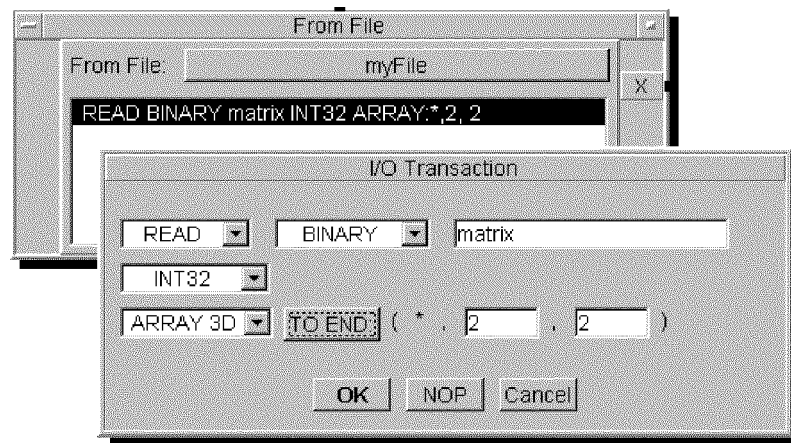 From File
From File: myFile
X
READ BINARY matrix INT32 ARRAY:*,2, 2
I/O Transaction
READ BINARY matrix
INT32
ARRAY 3D TO END ( * , 2 , 2 )
OK NOP Cancel